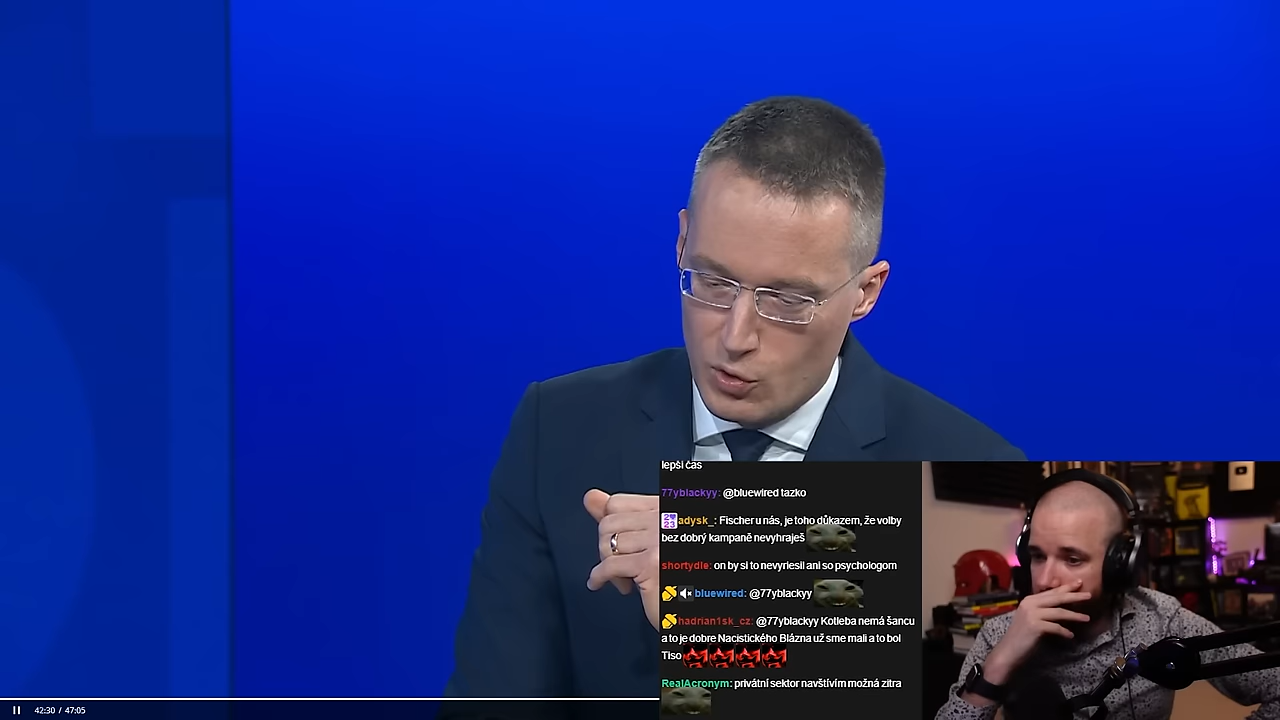 lepší čas
77yblackyy: @bluewired tazko
adysk_: Fischer u nás, je toho důkazem, že volby
bez dobrý kampaně nevyhraješ
shortydle: on by si to nevyriesil ani so psychologom
bluewired: @77yblackyy
hadrian1sk_cz: @77yblackyy Kotleba nemá šancu
a to je dobre Nacistického Blázna už sme mali a to bol
Tiso
RealAcronym: privátní sektor navštívím možná zitra
42:30 / 47:05